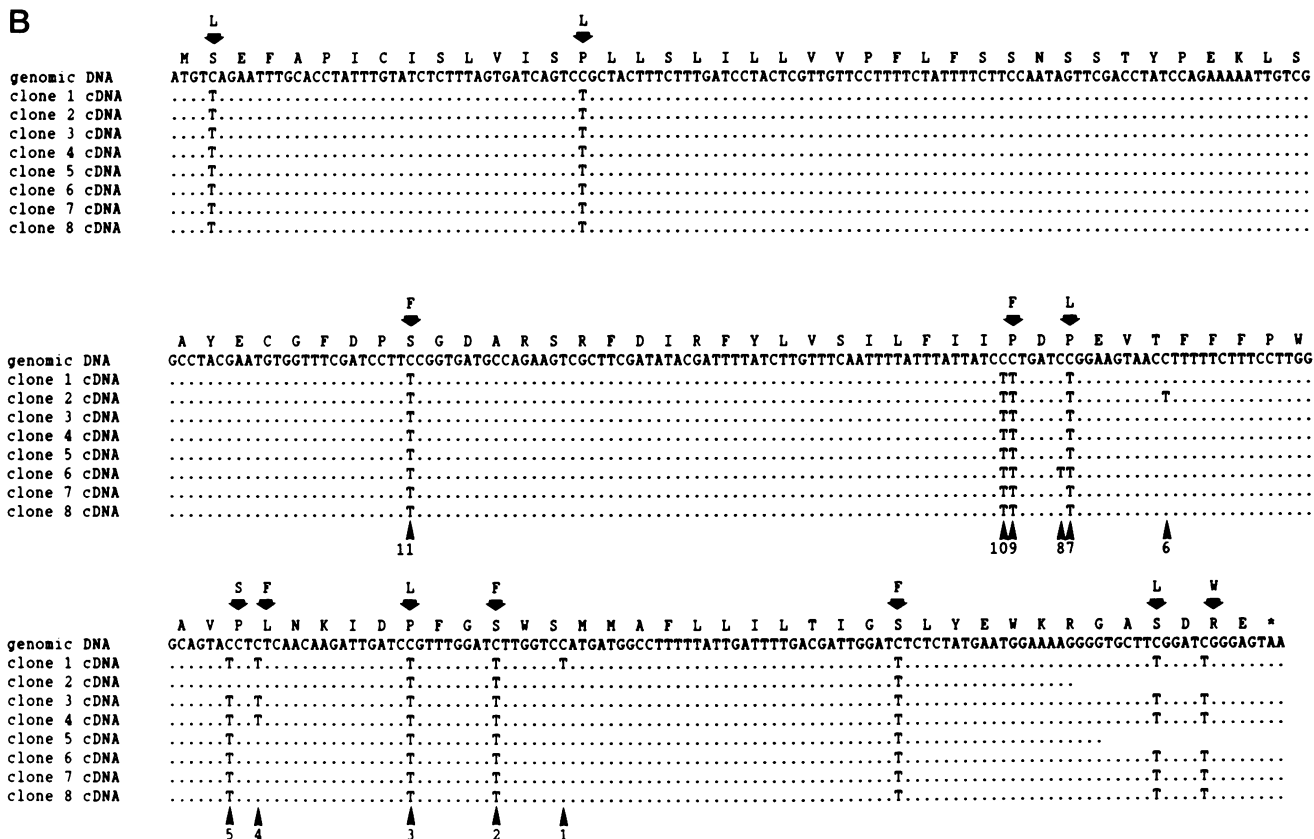 B
L L
M S E F A P I C I S L V I S P L L S L I L L V V P F L F S S N S S T Y P E K L S
genomic DNA ATGTCAGAATTTGCACCTATTTGTATCTCTTTAGTGATCAGTCCGCTACTTTCTTTGATCCTACTCGTTGTTCCTTTTCTATTTTCTTCCAATAGTTCGACCTATCCAGAAAAATTGTCG
clone 1 cDNA ....T......................................T............................................................................
clone 2 cDNA ....T......................................T............................................................................
clone 3 cDNA ....T......................................T............................................................................
clone 4 cDNA ....T......................................T............................................................................
clone 5 cDNA ....T......................................T............................................................................
clone 6 cDNA ....T......................................T............................................................................
clone 7 cDNA ....T......................................T............................................................................
clone 8 cDNA ....T......................................T............................................................................
F F L
A Y E C G F D P S G D A R S R F D I R F Y L V S I L F I I P D P E V T F F F P W
genomic DNA GCCTACGAATGTGGTTTCGATCCTTCCGGTGATGCCAGAAGTCGCTTCGATATACGATTTTATCTTGTTTCAATTTTATTTATTATCCCTGATCCGGAAGTAACCTTTTTCTTTCCTTGG
clone 1 cDNA .........................T.............................................................TT.....T.........................
clone 2 cDNA .........................T.............................................................TT.....T.........T...............
clone 3 cDNA .........................T.............................................................TT.....T.........................
clone 4 cDNA .........................T.............................................................TT.....T.........................
clone 5 cDNA .........................T.............................................................TT.....T.........................
clone 6 cDNA .........................T.............................................................TT....TT.........................
clone 7 cDNA .........................T.............................................................TT.....T.........................
clone 8 cDNA .........................T.............................................................TT.....T.........................
11 10 9 8 7 6
S F L F F L W
A V P L N K I D P F G S W S M M A F L L I L T I G S L Y E W K R G A S D R E *
genomic DNA GCAGTACCTCTCAACAAGATTGATCCGTTTGGATCTTGGTCCATGATGGCCTTTTTATTGATTTTGACGATTGGATCTCTCTATGAATGGAAAAGGGGTGCTTCGGATCGGGAGTAA
clone 1 cDNA ......T..T...............T........T......T..................................T..........................T....T........
clone 2 cDNA .........................T........T.........................................T..................
clone 3 cDNA ......T..T...............T........T.........................................T..........................T....T........
clone 4 cDNA ......T..T...............T........T.........................................T..........................T....T........
clone 5 cDNA ......T..................T........T.........................................T.....................
clone 6 cDNA ......T..................T........T.........................................T..........................T....T........
clone 7 cDNA ......T..................T........T.........................................T..........................T....T........
clone 8 cDNA ......T..................T........T.........................................T..........................T....T........
5 4 3 2 1